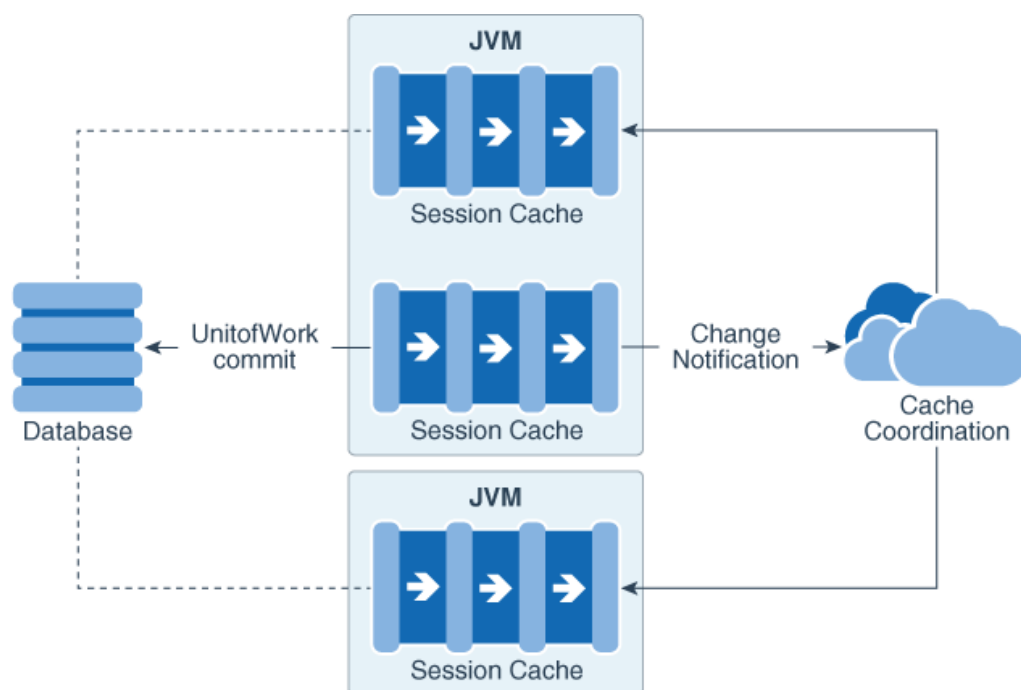 JVM
Session Cache
UnitofWork
commit
Change
Notification
Database
Session Cache
Cache
Coordination
JVM
Session Cache